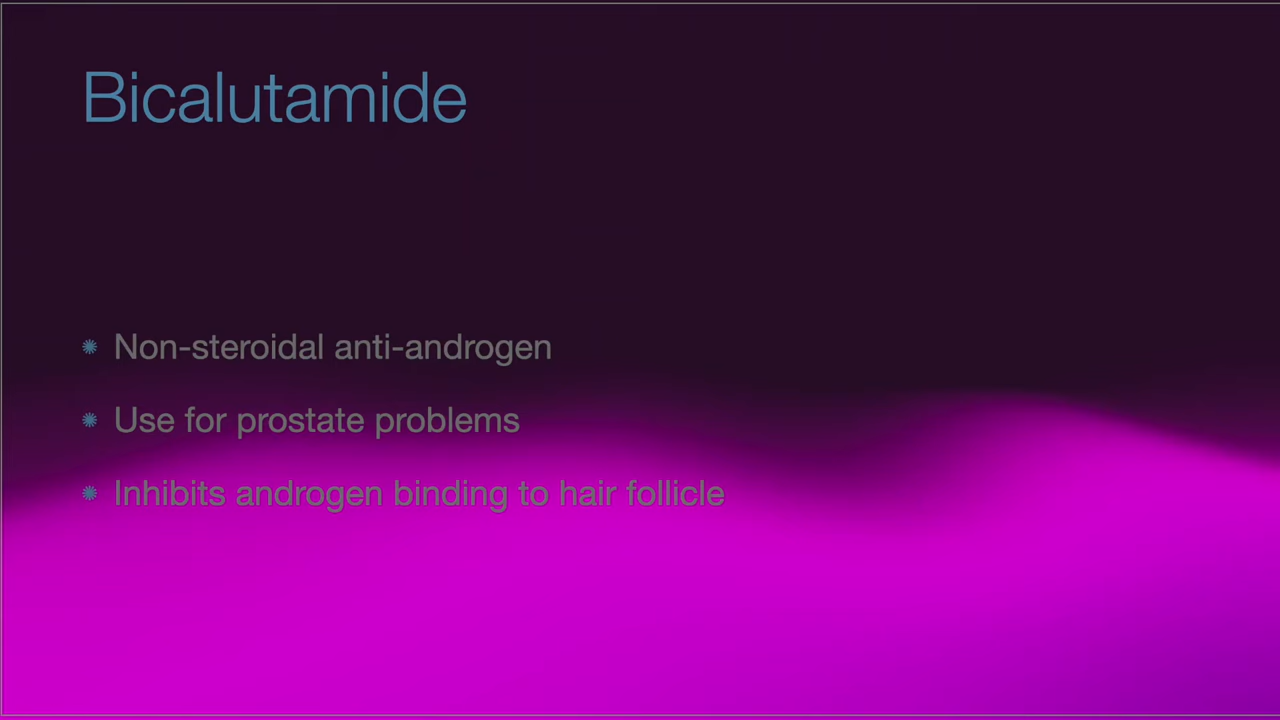 Bicalutamide
Non-steroidal anti-androgen
Use for prostate problems
Inhibits androgen binding to hair follicle